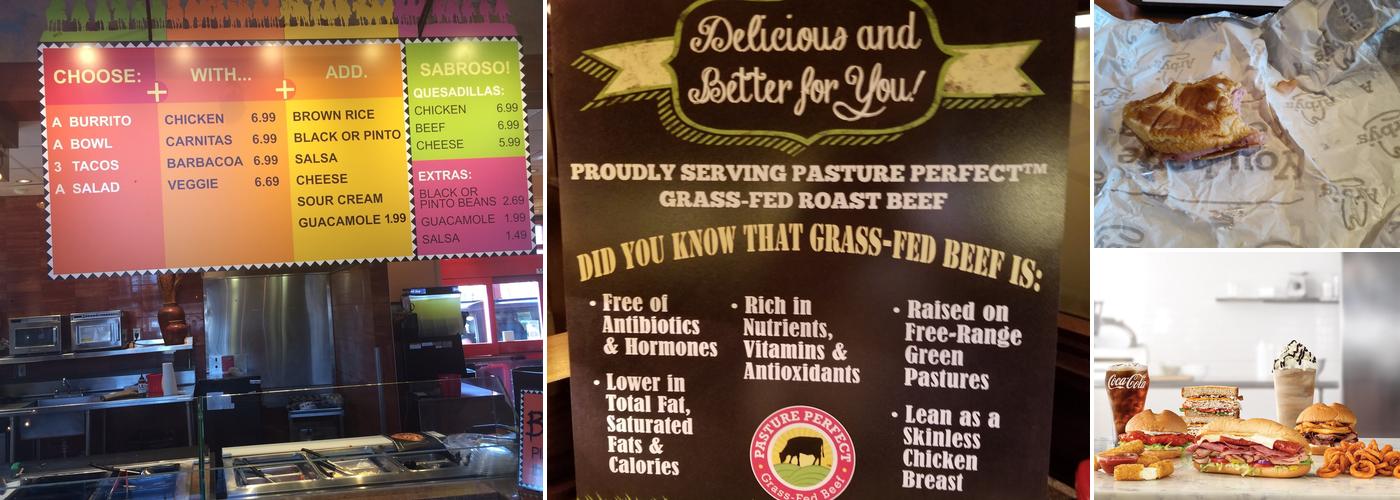 CHOOSE:
A BURRITO
A BOWL
3 TACOS
A SALAD
+
WITH...
CHICKEN 6.99
CARNITAS 6.99
BARBACOA 6.99
VEGGIE 6.69
+
ADD.
BROWN RICE
BLACK OR PINTO
SALSA
CHEESE
SOUR CREAM
GUACAMOLE 1.99
SABROSO!
QUESADILLAS:
CHICKEN 6.99
BEEF 6.99
CHEESE 5.99
EXTRAS:
BLACK OR
PINTO BEANS 2.69
GUACAMOLE 1.99
SALSA 1.49
Delicious and
Better for You!
PROUDLY SERVING PASTURE PERFECT™
GRASS-FED ROAST BEEF
DID YOU KNOW THAT GRASS-FED BEEF IS:
• Free of
Antibiotics
& Hormones
• Lower in
Total Fat,
Saturated
Fats &
Calories
• Rich in
Nutrients,
Vitamins &
Antioxidants
• Raised on
Free-Range
Green
Pastures
• Lean as a
Skinless
Chicken
Breast
PASTURE PERFECT
Grass-Fed Beef
Arby's
Coca-Cola